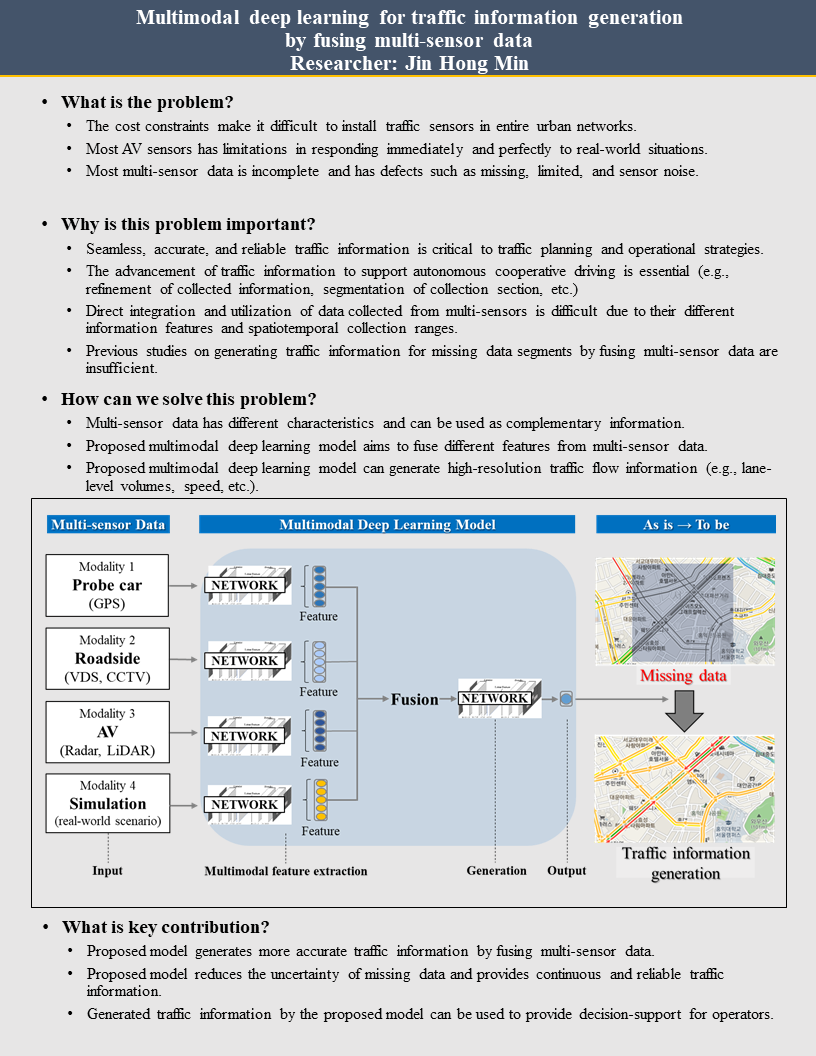 Multimodal deep learning for traffic information generation
by fusing multi-sensor data
Researcher: Jin Hong Min
• What is the problem?
• The cost constraints make it difficult to install traffic sensors in entire urban networks.
• Most AV sensors has limitations in responding immediately and perfectly to real-world situations.
• Most multi-sensor data is incomplete and has defects such as missing, limited, and sensor noise.
• Why is this problem important?
• Seamless, accurate, and reliable traffic information is critical to traffic planning and operational strategies.
• The advancement of traffic information to support autonomous cooperative driving is essential (e.g.,
refinement of collected information, segmentation of collection section, etc.)
• Direct integration and utilization of data collected from multi-sensors is difficult due to their different
information features and spatiotemporal collection ranges.
• Previous studies on generating traffic information for missing data segments by fusing multi-sensor data are
insufficient.
• How can we solve this problem?
• Multi-sensor data has different characteristics and can be used as complementary information.
• Proposed multimodal deep learning model aims to fuse different features from multi-sensor data.
• Proposed multimodal deep learning model can generate high-resolution traffic flow information (e.g., lane-
level volumes, speed, etc.).
Multi-sensor Data
Multimodal Deep Learning Model
As is → To be
Modality 1
Probe car
(GPS)
NETWORK
Feature
Modality 2
Roadside
(VDS, CCTV)
NETWORK
Feature
Modality 3
AV
(Radar, LiDAR)
NETWORK
Feature
Modality 4
Simulation
(real-world scenario)
NETWORK
Feature
Fusion
NETWORK
Missing data
Traffic information
generation
Input
Multimodal feature extraction
Generation
Output
• What is key contribution?
• Proposed model generates more accurate traffic information by fusing multi-sensor data.
• Proposed model reduces the uncertainty of missing data and provides continuous and reliable traffic
information.
• Generated traffic information by the proposed model can be used to provide decision-support for operators.